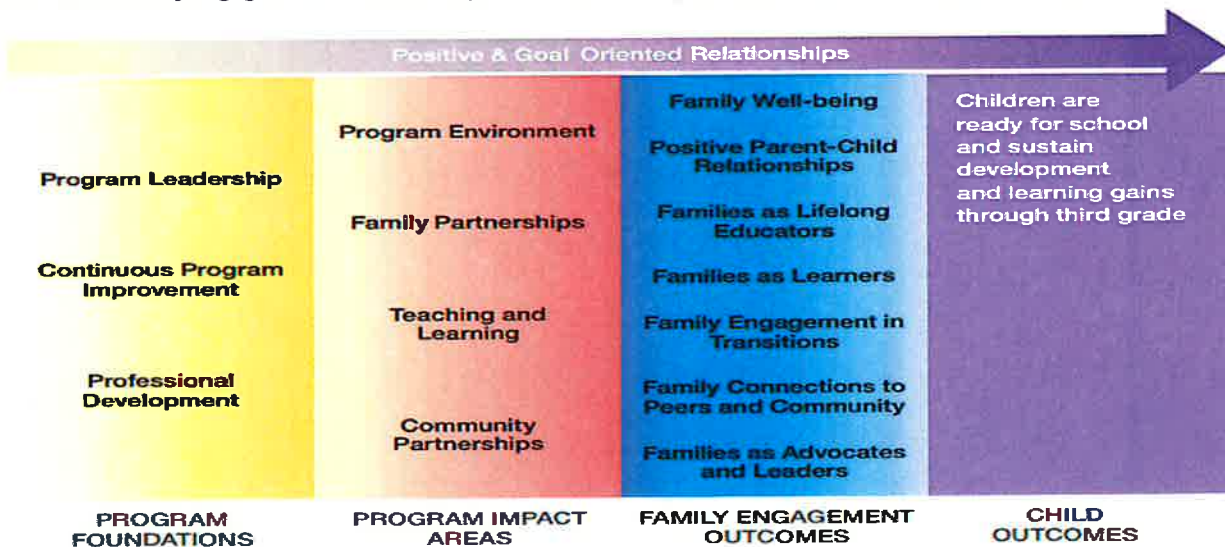 Positive & Goal Oriented Relationships
Program Leadership
Continuous Program
Improvement
Professional
Development
PROGRAM
FOUNDATIONS
Program Environment
Family Partnerships
Teaching and
Learning
Community
Partnerships
PROGRAM IMPACT
AREAS
Family Well-being
Positive Parent-Child
Relationships
Families as Lifelong
Educators
Families as Learners
Family Engagement in
Transitions
Family Connections to
Peers and Community
Families as Advocates
and Leaders
FAMILY ENGAGEMENT
OUTCOMES
Children are
ready for school
and sustain
development
and learning gains
through third grade
CHILD
OUTCOMES